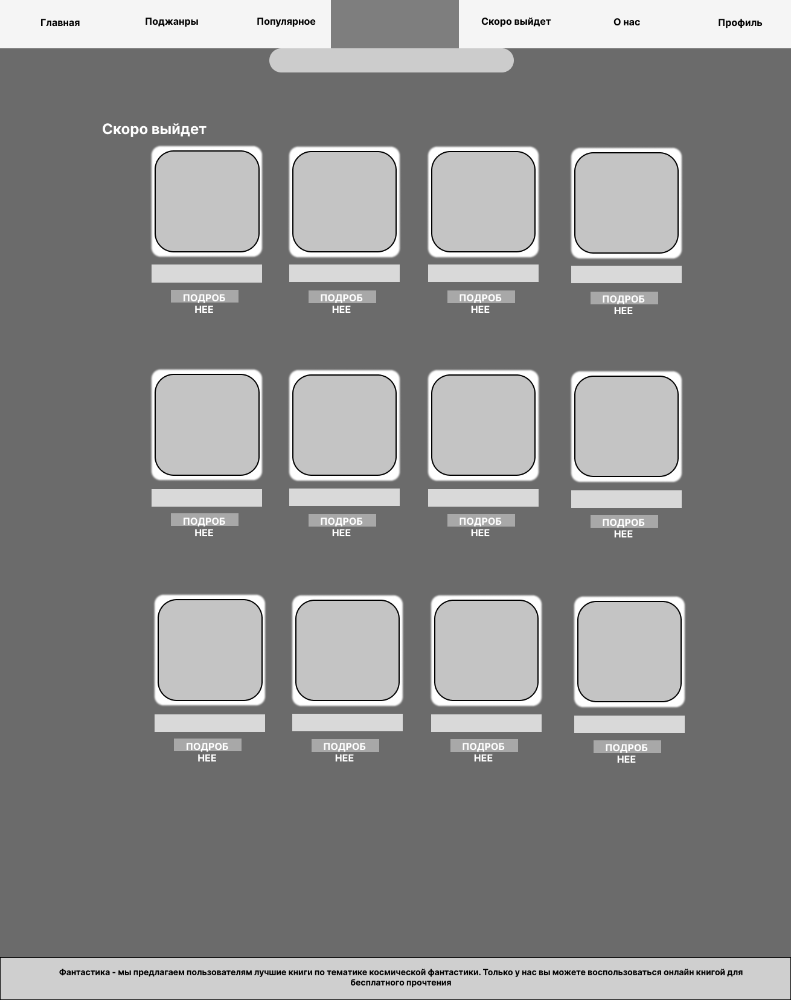 Главная Поджанры Популярное Скоро выйдет О нас Профиль
Скоро выйдет
ПОДРОБ ПОДРОБ ПОДРОБ ПОДРОБ
НЕЕ НЕЕ НЕЕ НЕЕ
ПОДРОБ ПОДРОБ ПОДРОБ ПОДРОБ
НЕЕ НЕЕ НЕЕ НЕЕ
ПОДРОБ ПОДРОБ ПОДРОБ ПОДРОБ
НЕЕ НЕЕ НЕЕ НЕЕ
Фантастика - мы предлагаем пользователям лучшие книги по тематике космической фантастики. Только у нас вы можете воспользоваться онлайн книгой для
бесплатного прочтения